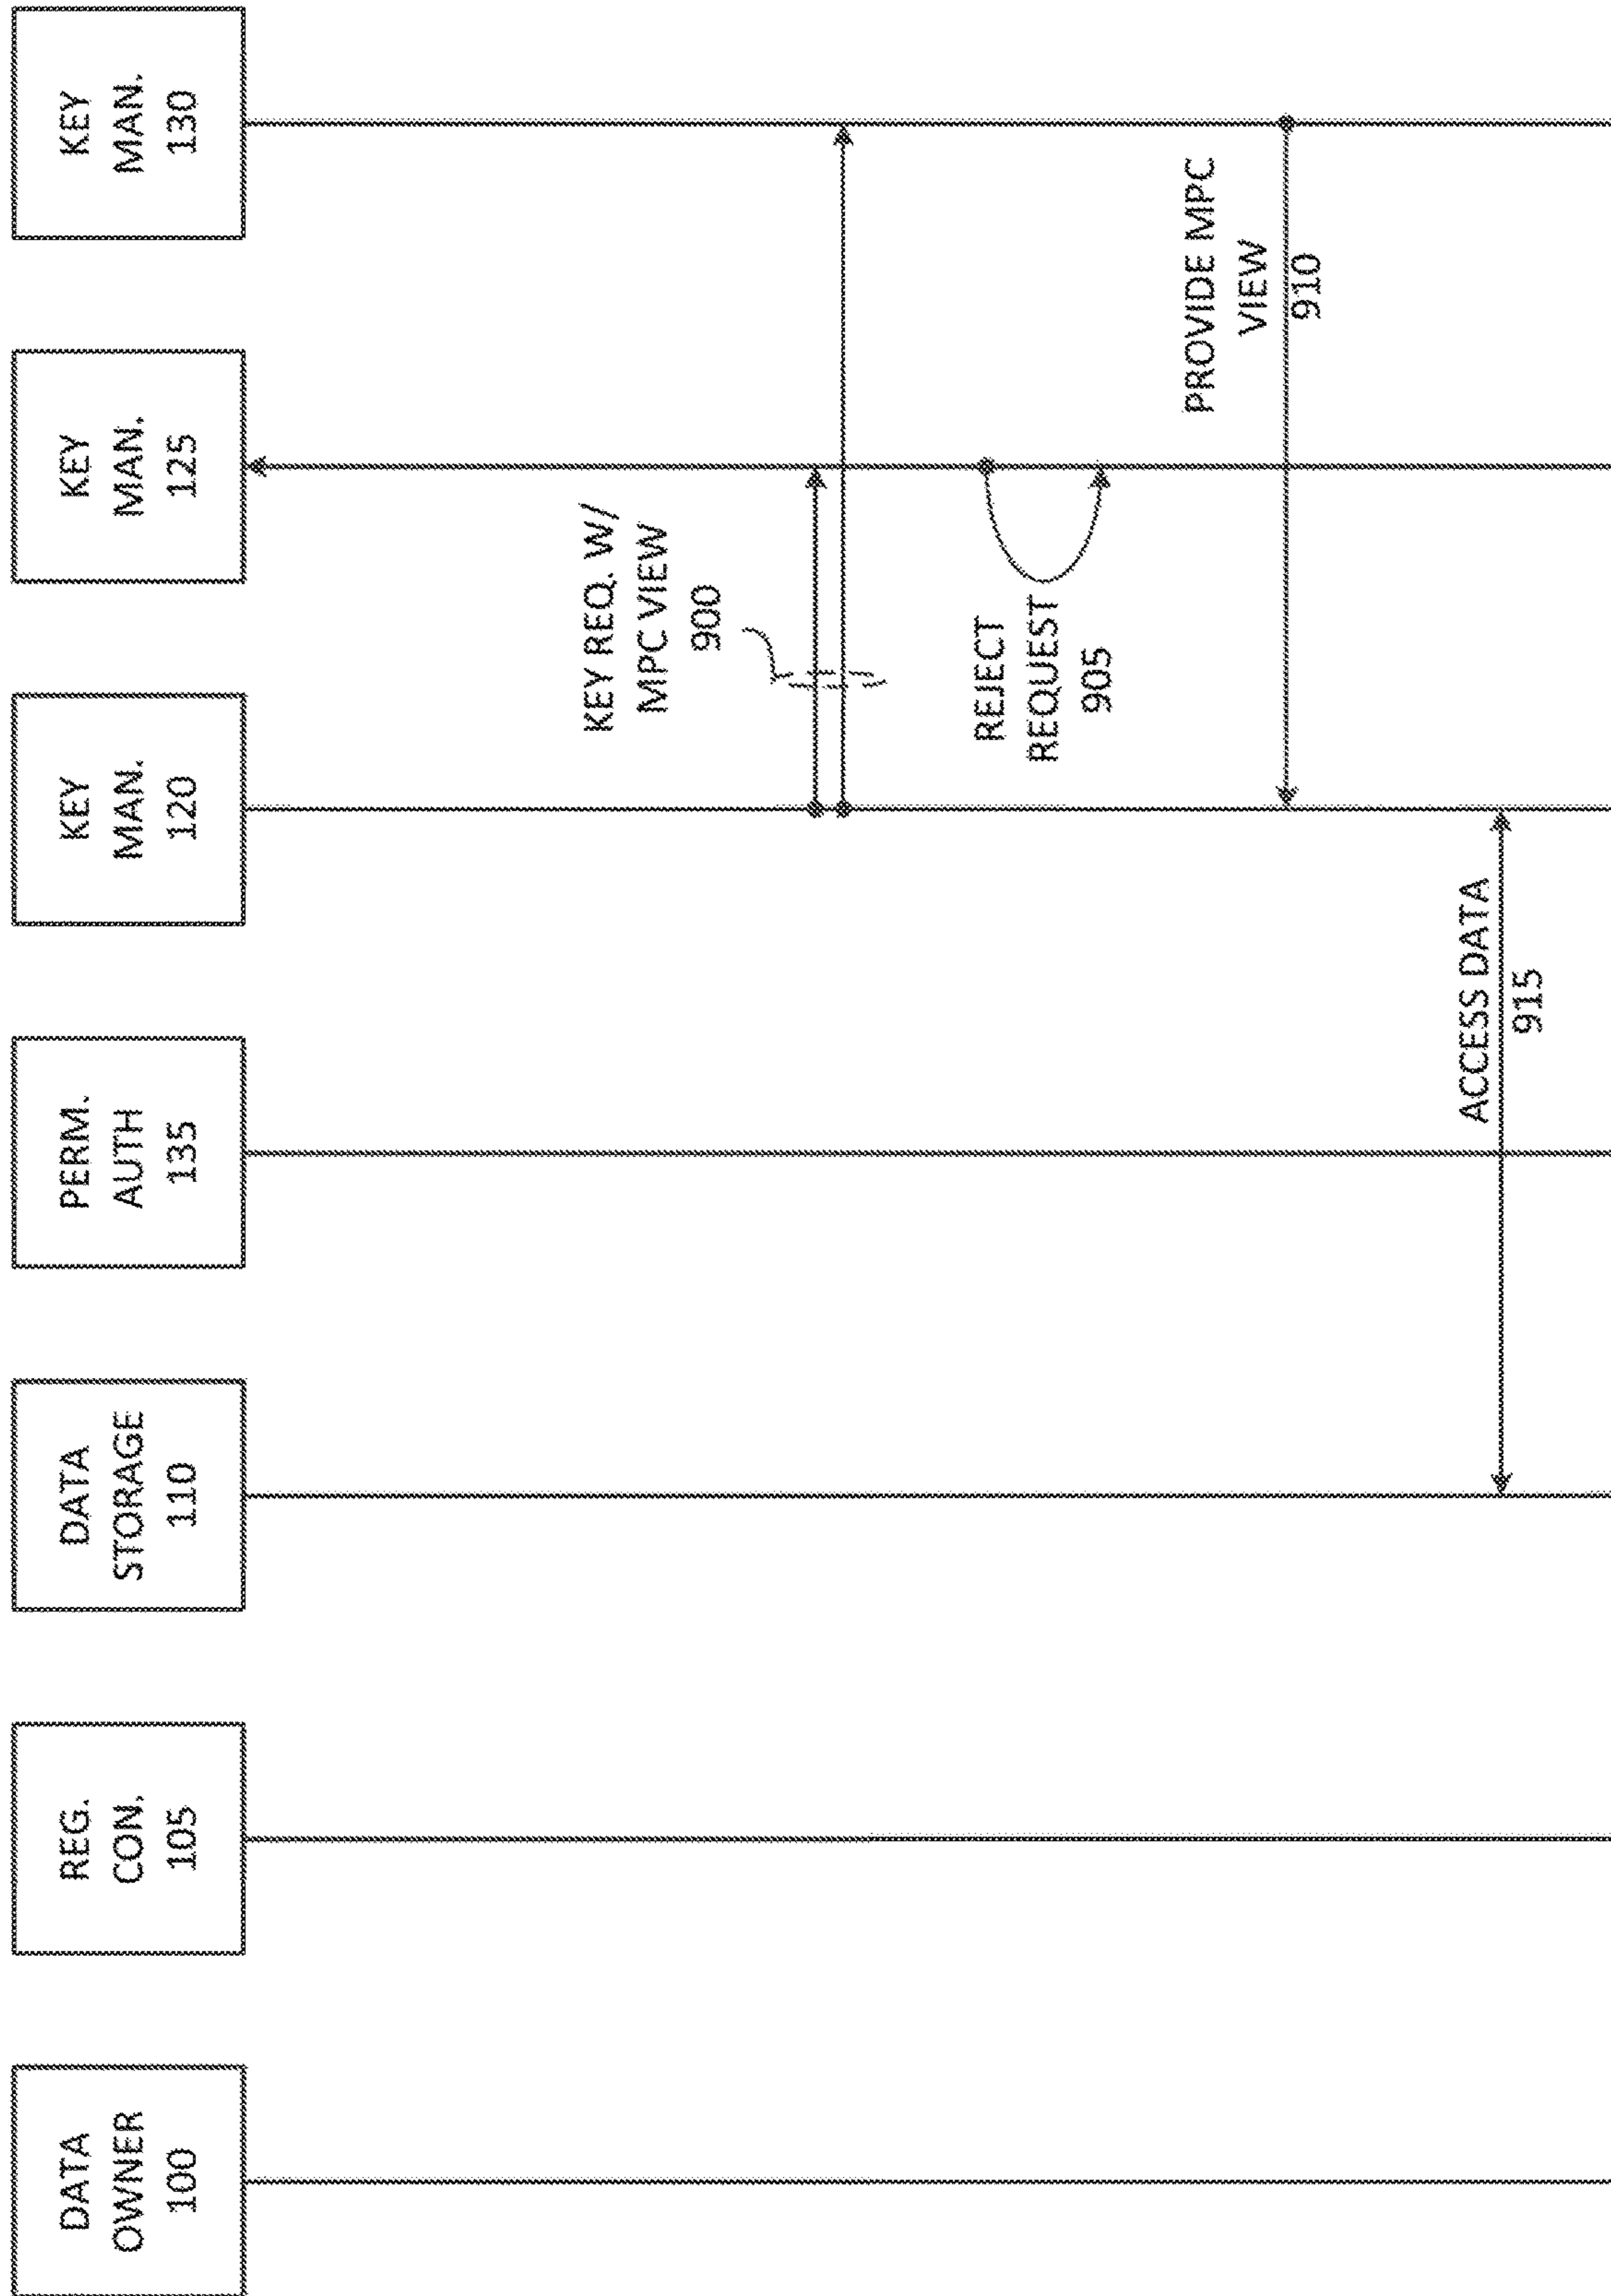 DATA
OWNER
100
REG.
CON.
105
DATA
STORAGE
110
PERM.
AUTH
135
KEY
MAN.
120
KEY
MAN.
125
KEY
MAN.
130
KEY REQ. W/
MPC VIEW
900
REJECT
REQUEST
905
PROVIDE MPC
VIEW
910
ACCESS DATA
915